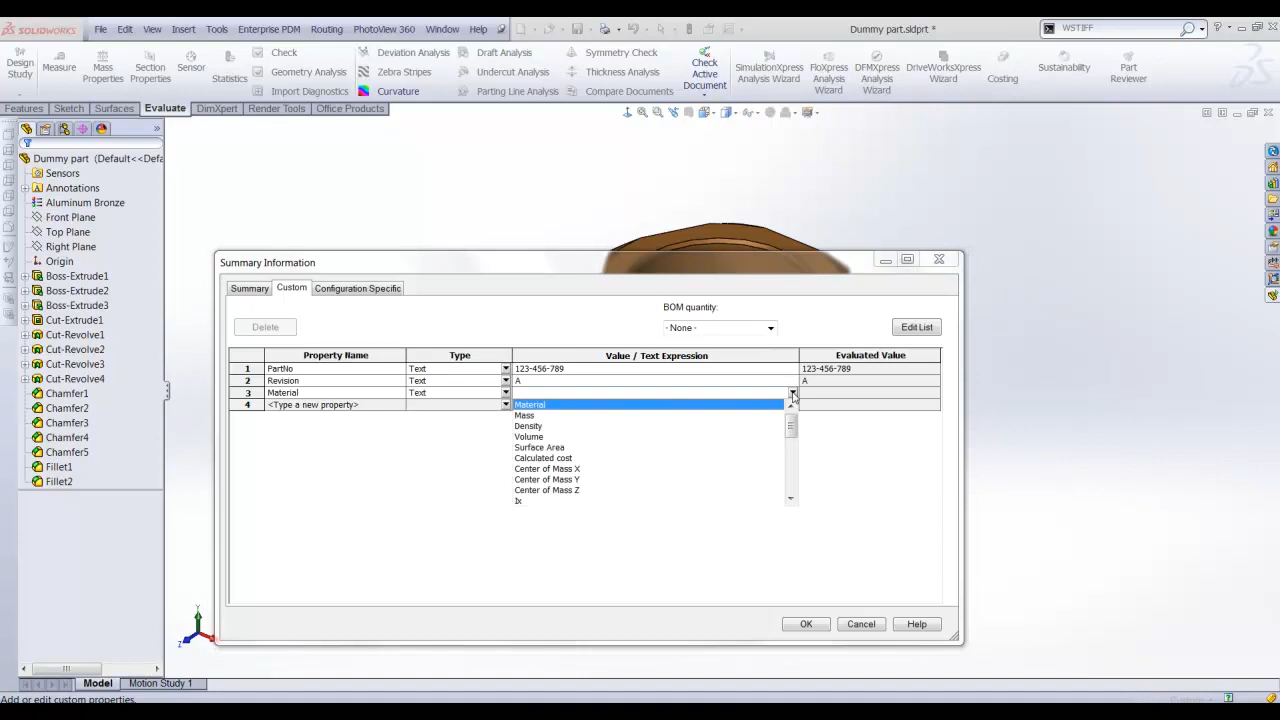 SOLIDWORKS File Edit View Insert Tools Enterprise PDM Routing PhotoView 360 Window Help Dummy part.sldprt * WSTIFF
Design Study Measure Mass Properties Section Properties Sensor Statistics
Check Deviation Analysis Draft Analysis Symmetry Check
Geometry Analysis Zebra Stripes Undercut Analysis Thickness Analysis
Import Diagnostics Curvature Parting Line Analysis Compare Documents
Check Active Document SimulationXpress Analysis Wizard FloXpress Analysis Wizard DFMXpress Analysis Wizard DriveWorksXpress Wizard Costing Sustainability Part Reviewer
Features Sketch Surfaces Evaluate DimXpert Render Tools Office Products
Dummy part (Default<<Defa
Sensors
Annotations
Aluminum Bronze
Front Plane
Top Plane
Right Plane
Origin
Boss-Extrude1
Boss-Extrude2
Boss-Extrude3
Cut-Extrude1
Cut-Revolve1
Cut-Revolve2
Cut-Revolve3
Cut-Revolve4
Chamfer1
Chamfer2
Chamfer3
Chamfer4
Chamfer5
Fillet1
Fillet2
Summary Information
Summary Custom Configuration Specific
BOM quantity:
Delete - None - Edit List
Property Name Type Value / Text Expression Evaluated Value
1 PartNo Text 123-456-789 123-456-789
2 Revision Text A A
3 Material Text
4 <Type a new property>
Material
Mass
Density
Volume
Surface Area
Calculated cost
Center of Mass X
Center of Mass Y
Center of Mass Z
Ix
OK Cancel Help
Y
Z
Model Motion Study 1
Add or edit custom properties.